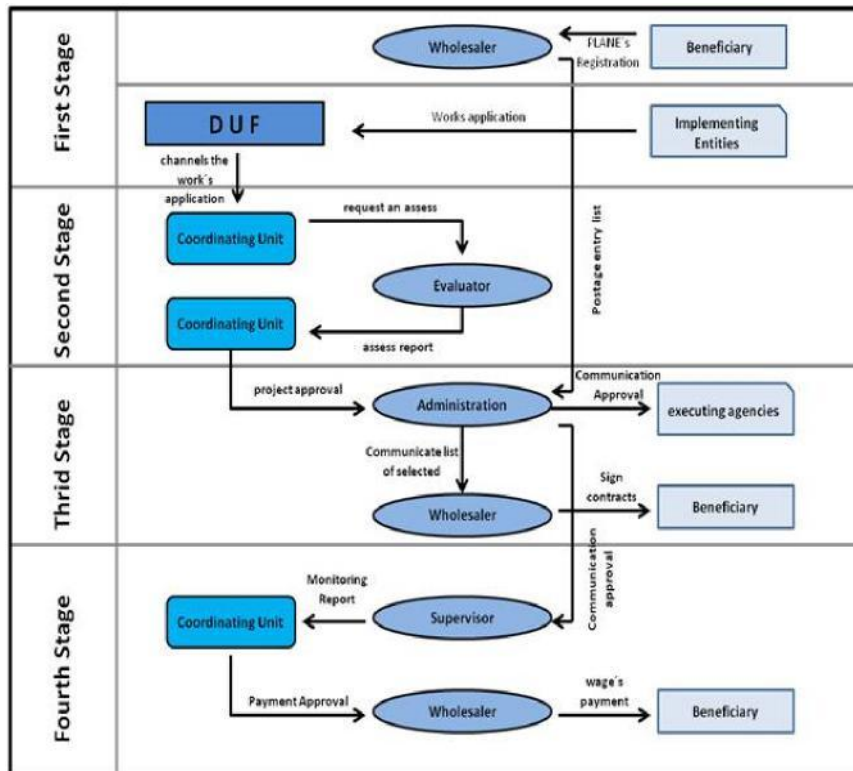 First Stage
Wholesaler
PLANE´s
Registration
Beneficiary
D U F
Works application
Implementing
Entities
channels the
work´s
application
Second Stage
Coordinating Unit
request an assess
Evaluator
Postage entry list
Coordinating Unit
assess report
Thrid Stage
project approval
Administration
Communication
Approval
executing agencies
Communicate list
of selected
Wholesaler
Sign
contracts
Beneficiary
Communication
approval
Fourth Stage
Monitoring
Report
Coordinating Unit
Supervisor
Payment Approval
Wholesaler
wage´s
payment
Beneficiary